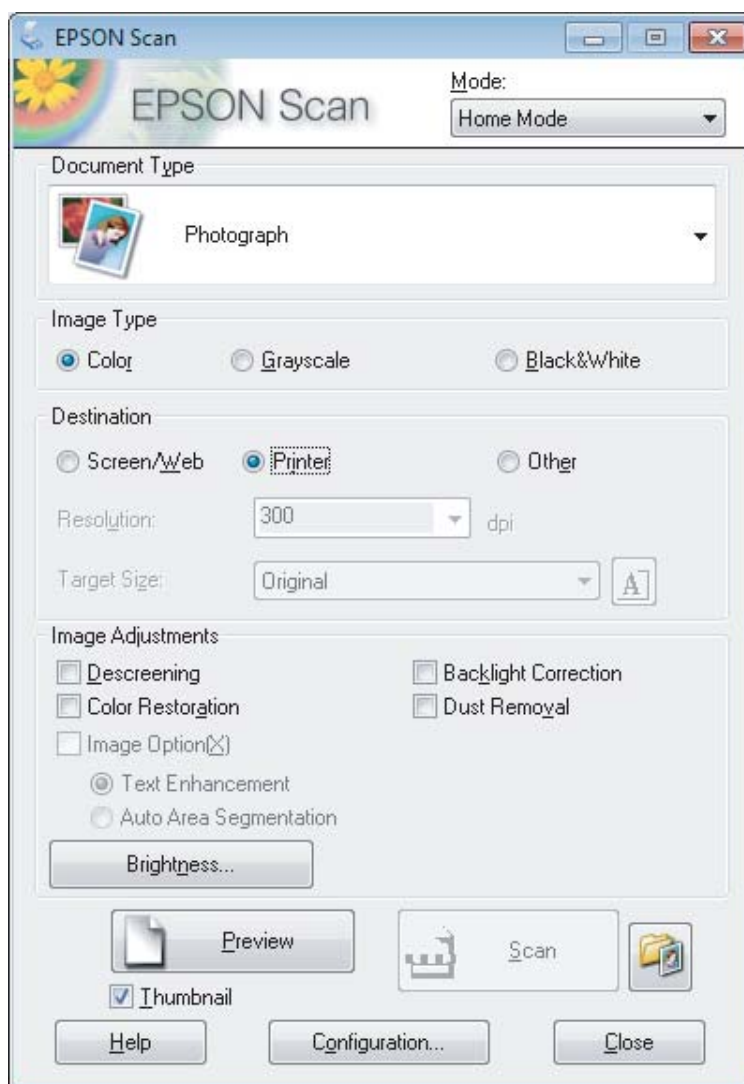 EPSON Scan
EPSON Scan
Mode:
Home Mode
Document Type
Photograph
Image Type
Color Grayscale Black&White
Destination
Screen/Web Printer Other
Resolution: 300 dpi
Target Size: Original A
Image Adjustments
Descreening Backlight Correction
Color Restoration Dust Removal
Image Option(X)
Text Enhancement
Auto Area Segmentation
Brightness...
Preview Scan
Thumbnail
Help Configuration... Close